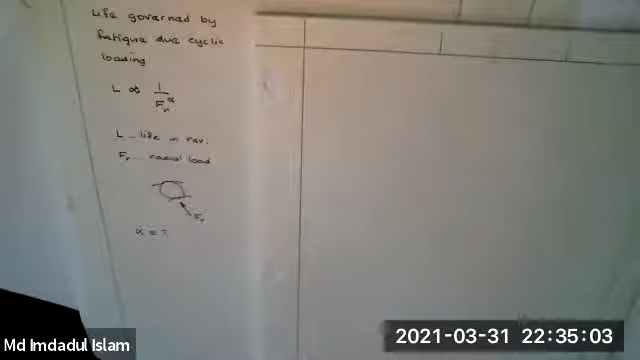 Life governed by
fatigue due cyclic
loading
L ∝ 1/Fᵣ^α
L - life in rev.
Fᵣ - radial load
Fᵣ
α =
Md Imdadul Islam
2021-03-31 22:35:03